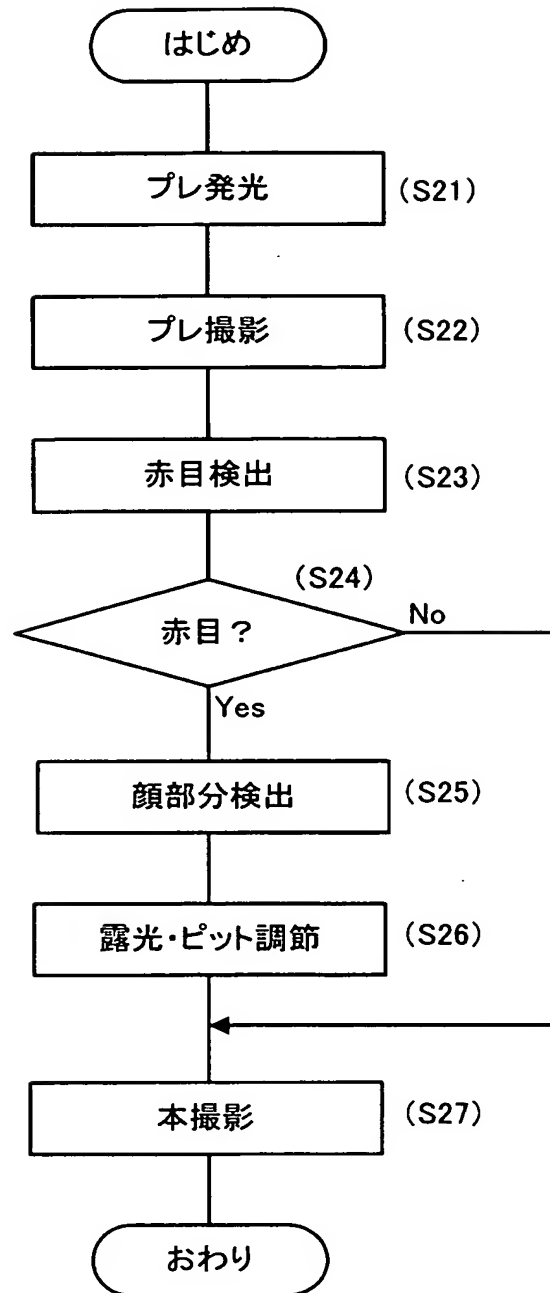 はじめ
プレ発光 (S21)
プレ撮影 (S22)
赤目検出 (S23)
(S24)
赤目? No
Yes
顔部分検出 (S25)
露光・ピット調節 (S26)
本撮影 (S27)
おわり